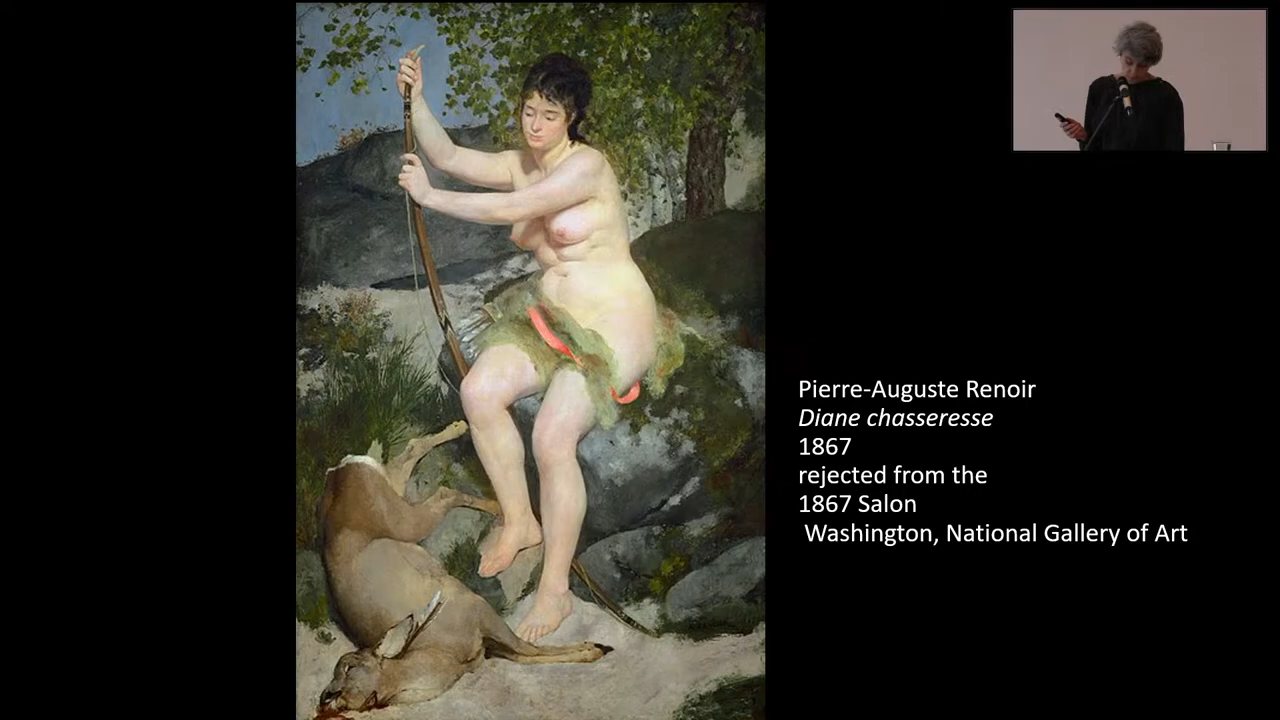 Pierre-Auguste Renoir
Diane chasseresse
1867
rejected from the
1867 Salon
Washington, National Gallery of Art